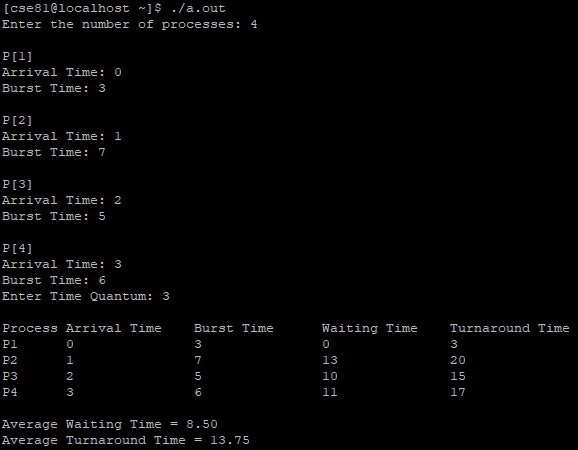 [cse81@localhost ~]$ ./a.out
Enter the number of processes: 4
P[1]
Arrival Time: 0
Burst Time: 3
P[2]
Arrival Time: 1
Burst Time: 7
P[3]
Arrival Time: 2
Burst Time: 5
P[4]
Arrival Time: 3
Burst Time: 6
Enter Time Quantum: 3
Process Arrival Time Burst Time Waiting Time Turnaround Time
P1 0 3 0 3
P2 1 7 13 20
P3 2 5 10 15
P4 3 6 11 17
Average Waiting Time = 8.50
Average Turnaround Time = 13.75